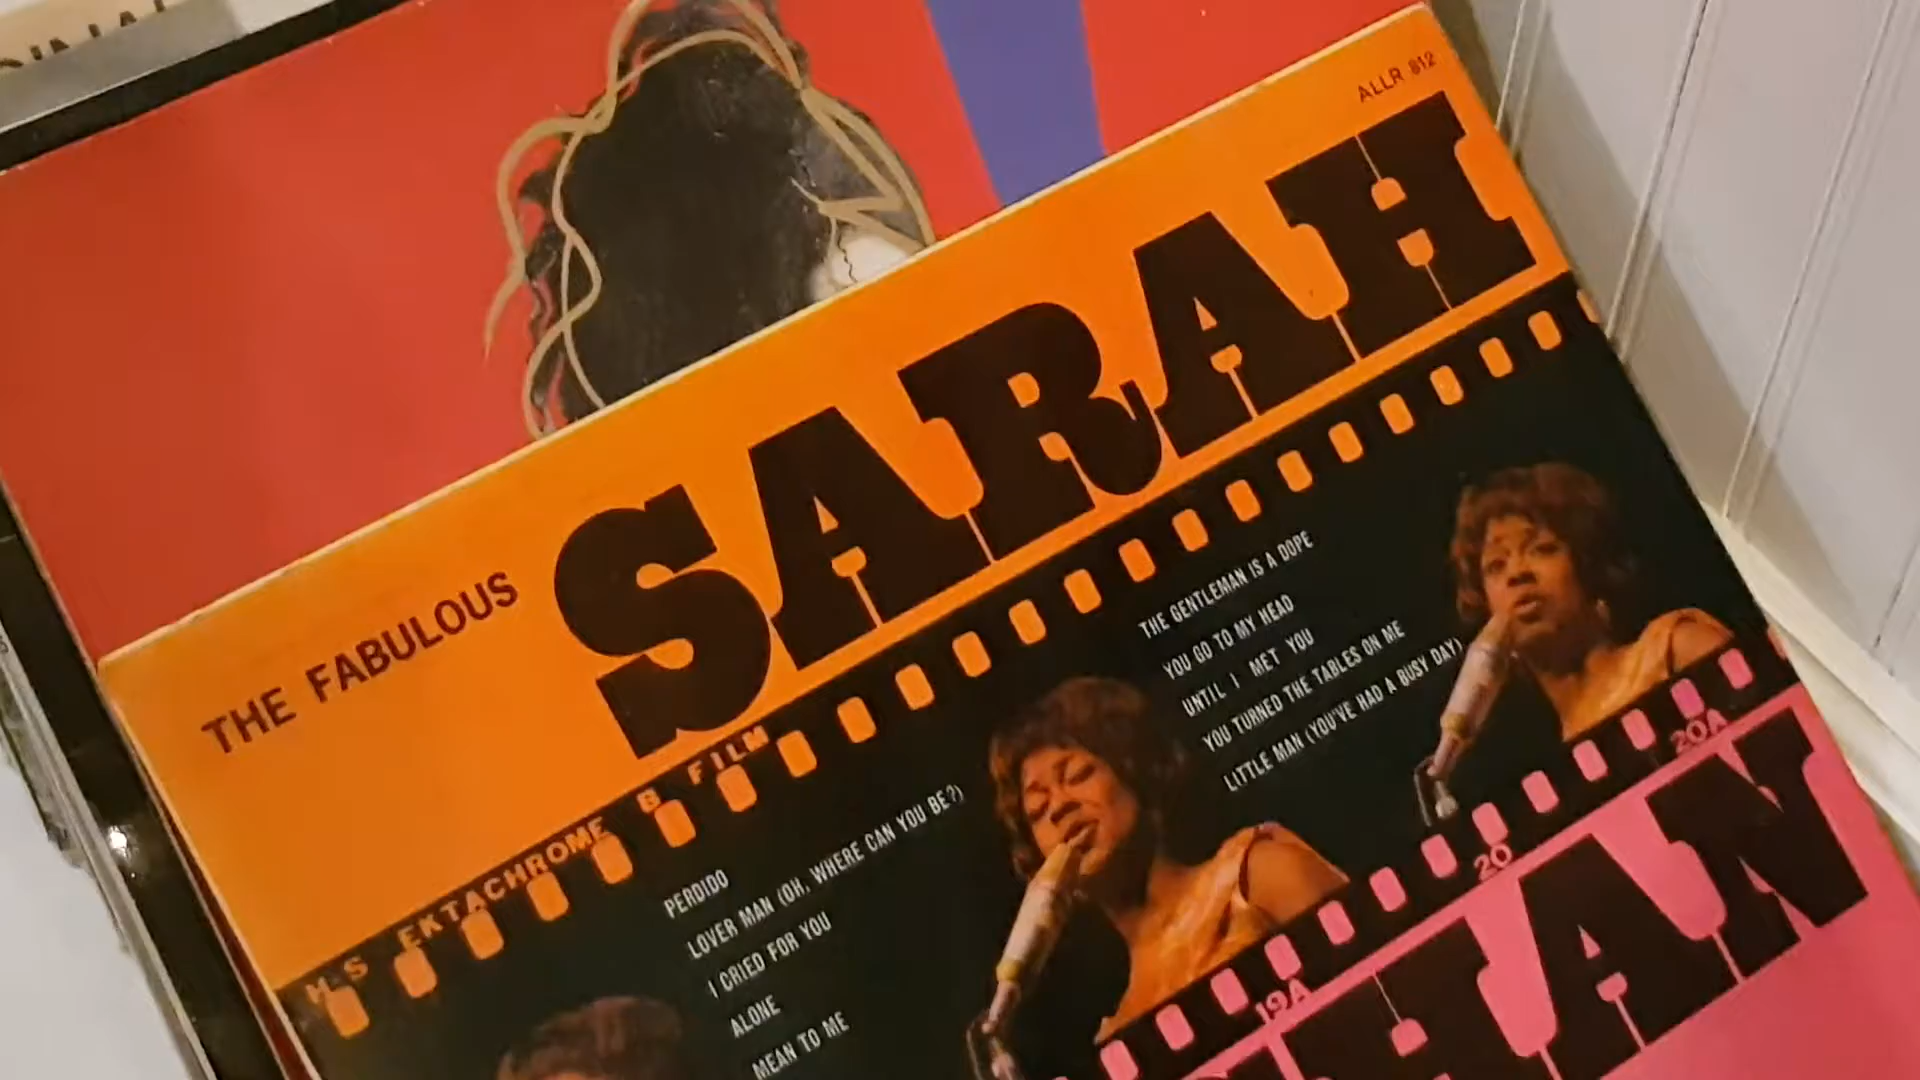 ALLR 812
THE FABULOUS SARAH
M-S EKTACHROME B FILM
THE GENTLEMAN IS A DOPE
YOU GO TO MY HEAD
UNTIL I MET YOU
YOU TURNED THE TABLES ON ME
LITTLE MAN (YOU'VE HAD A BUSY DAY)
PERDIDO
LOVER MAN (OH, WHERE CAN YOU BE?)
I CRIED FOR YOU
ALONE
MEAN TO ME
19A 20 20A
HAN